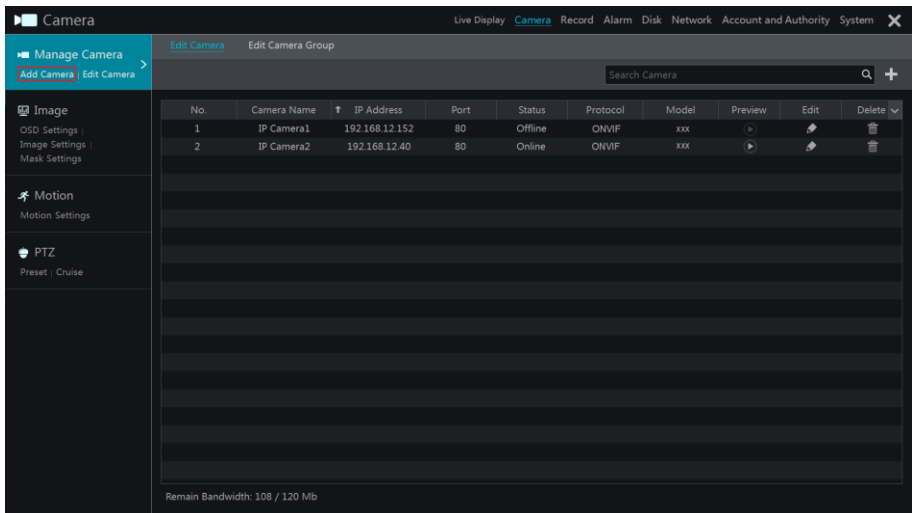 Camera
Live Display Camera Record Alarm Disk Network Account and Authority System
Manage Camera
Add Camera | Edit Camera
Image
OSD Settings |
Image Settings |
Mask Settings
Motion
Motion Settings
PTZ
Preset | Cruise
Edit Camera Edit Camera Group
Search Camera
No. Camera Name IP Address Port Status Protocol Model Preview Edit Delete
1 IP Camera1 192.168.12.152 80 Offline ONVIF xxx
2 IP Camera2 192.168.12.40 80 Online ONVIF xxx
Remain Bandwidth: 108 / 120 Mb